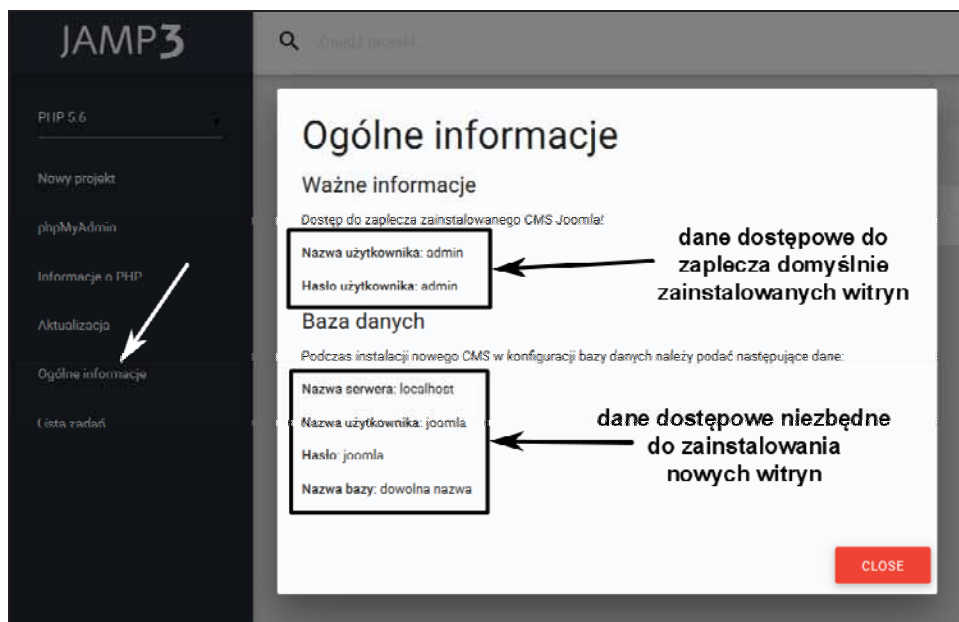 JAMP3
Znajdź projekt...
PHP 5.6
Nowy projekt
phpMyAdmin
Informacje o PHP
Aktualizacja
Ogólne informacje
Lista zadań
Ogólne informacje
Ważne informacje
Dostęp do zaplecza zainstalowanego CMS Joomla!
Nazwa użytkownika: admin
Hasło użytkownika: admin
dane dostępowe do
zaplecza domyślnie
zainstalowanych witryn
Baza danych
Podczas instalacji nowego CMS w konfiguracji bazy danych należy podać następujące dane:
Nazwa serwera: localhost
Nazwa użytkownika: joomla
Hasło: joomla
Nazwa bazy: dowolna nazwa
dane dostępowe niezbędne
do zainstalowania
nowych witryn
CLOSE